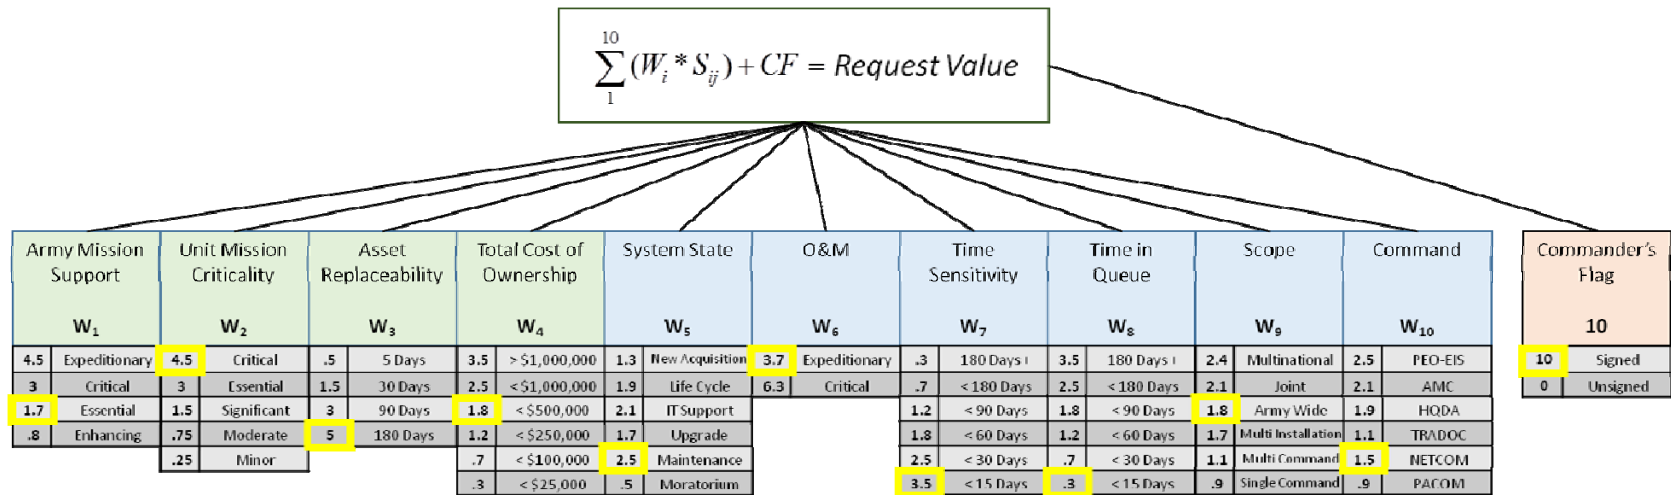 10
∑ (Wi * Sij) + CF = Request Value
1
Army Mission Support W1
4.5 Expeditionary
3 Critical
1.7 Essential
.8 Enhancing
Unit Mission Criticality W2
4.5 Critical
3 Essential
1.5 Significant
.75 Moderate
.25 Minor
Asset Replaceability W3
.5 5 Days
1.5 30 Days
3 90 Days
5 180 Days
Total Cost of Ownership W4
3.5 > $1,000,000
2.5 < $1,000,000
1.8 < $500,000
1.2 < $250,000
.7 < $100,000
.3 < $25,000
System State W5
1.3 New Acquisition
1.9 Life Cycle
2.1 IT Support
1.7 Upgrade
2.5 Maintenance
.5 Moratorium
O&M W6
3.7 Expeditionary
6.3 Critical
Time Sensitivity W7
.3 180 Days+
.7 < 180 Days
1.2 < 90 Days
1.8 < 60 Days
2.5 < 30 Days
3.5 < 15 Days
Time in Queue W8
3.5 180 Days+
2.5 < 180 Days
1.8 < 90 Days
1.2 < 60 Days
.7 < 30 Days
.3 < 15 Days
Scope W9
2.4 Multinational
2.1 Joint
1.8 Army Wide
1.7 Multi Installation
1.1 Multi Command
.9 Single Command
Command W10
2.5 PEO-EIS
2.1 AMC
1.9 HQDA
1.1 TRADOC
1.5 NETCOM
.9 PACOM
Commander's Flag 10
10 Signed
0 Unsigned